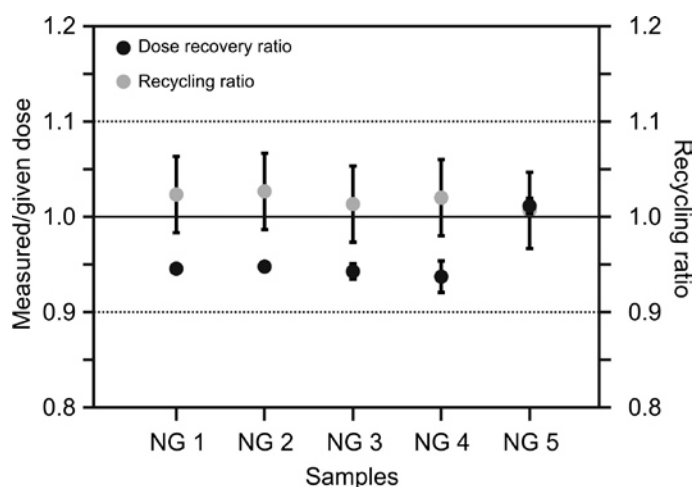 1.2
1.1
1.0
0.9
0.8
Measured/given dose
Dose recovery ratio
Recycling ratio
1.2
1.1
1.0
0.9
0.8
Recycling ratio
NG 1 NG 2 NG 3 NG 4 NG 5
Samples